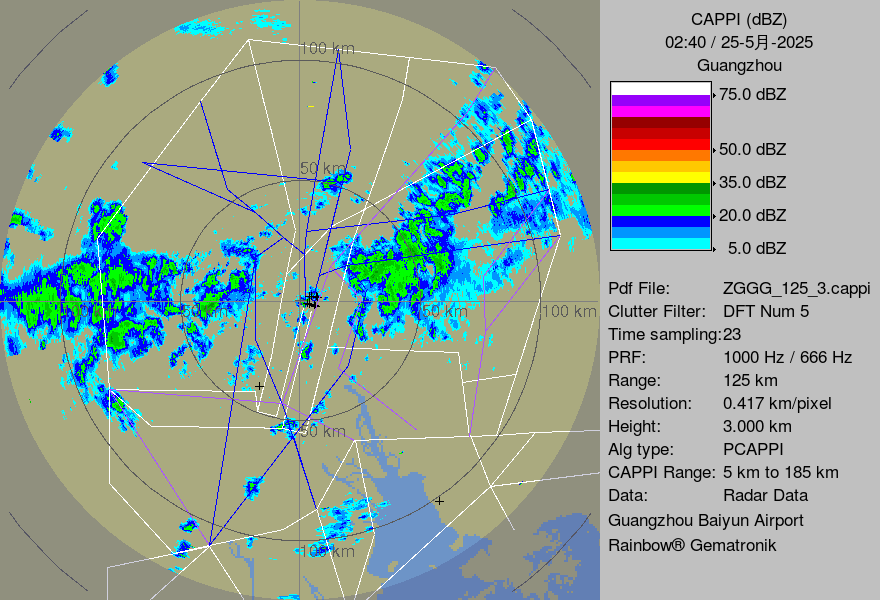 CAPPI (dBZ)
02:40 / 25-5月-2025
Guangzhou
75.0 dBZ
50.0 dBZ
35.0 dBZ
20.0 dBZ
5.0 dBZ
Pdf File: ZGGG_125_3.cappi
Clutter Filter: DFT Num 5
Time sampling:23
PRF: 1000 Hz / 666 Hz
Range: 125 km
Resolution: 0.417 km/pixel
Height: 3.000 km
Alg type: PCAPPI
CAPPI Range: 5 km to 185 km
Data: Radar Data
Guangzhou Baiyun Airport
Rainbow® Gematronik
100 km
50 km
50 km
50 km
100 km
50 km
100 km